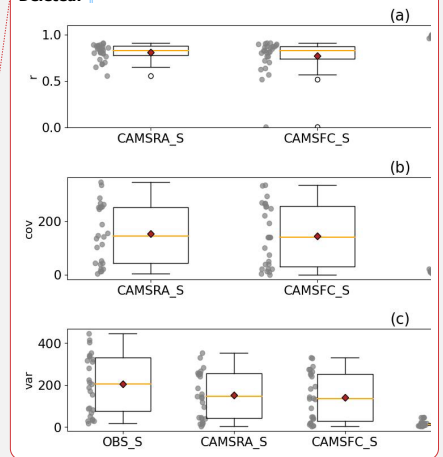 Deleted:
(a)
1.0
0.5
0.0
r
CAMSRA_S
CAMSFC_S
(b)
200
0
cov
CAMSRA_S
CAMSFC_S
(c)
400
200
0
var
OBS_S
CAMSRA_S
CAMSFC_S